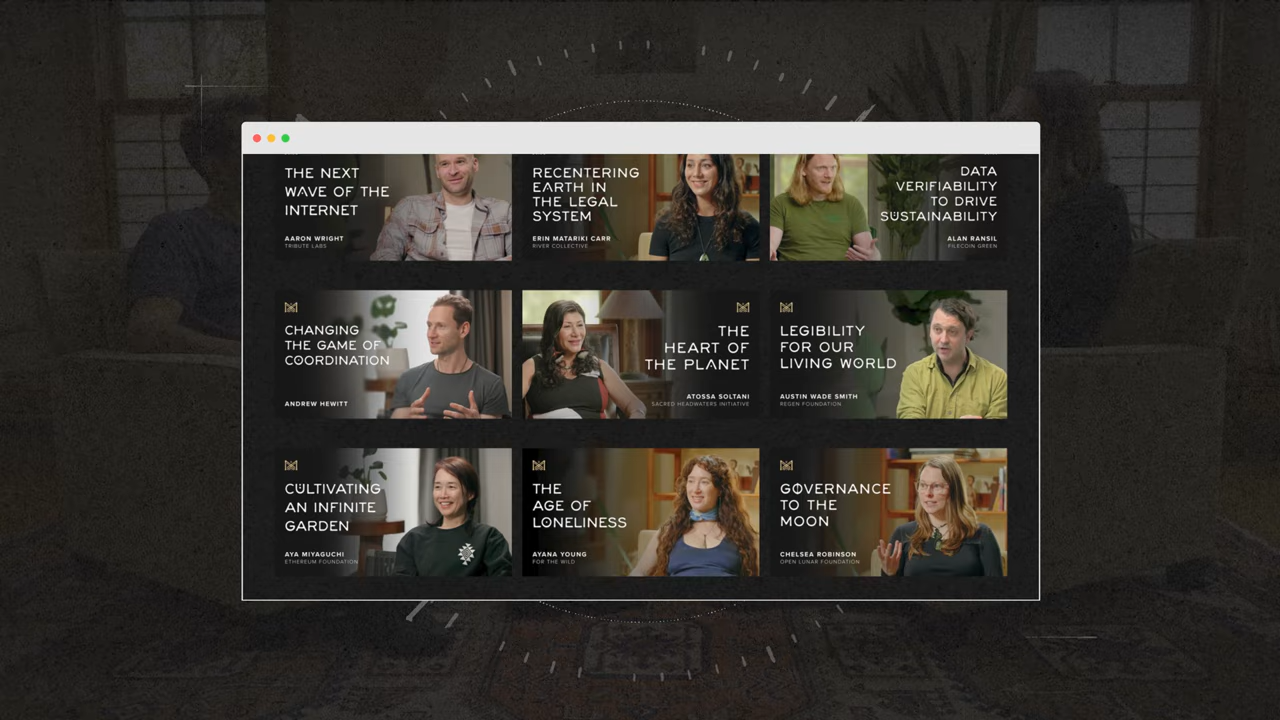 THE NEXT
WAVE OF THE
INTERNET
AARON WRIGHT
TRIBUTE LABS
RECENTERING
EARTH IN
THE LEGAL
SYSTEM
ERIN MATARIKI CARR
RIVER COLLECTIVE
DATA
VERIFIABILITY
TO DRIVE
SUSTAINABILITY
ALAN RANSIL
FILECOIN GREEN
CHANGING
THE GAME OF
COORDINATION
ANDREW HEWITT
THE
HEART OF
THE PLANET
ATOSSA SOLTANI
SACRED HEADWATERS INITIATIVE
LEGIBILITY
FOR OUR
LIVING WORLD
AUSTIN WADE SMITH
REGEN FOUNDATION
CULTIVATING
AN INFINITE
GARDEN
AYA MIYAGUCHI
ETHEREUM FOUNDATION
THE
AGE OF
LONELINESS
AYANA YOUNG
FOR THE WILD
GOVERNANCE
TO THE
MOON
CHELSEA ROBINSON
OPEN LUNAR FOUNDATION